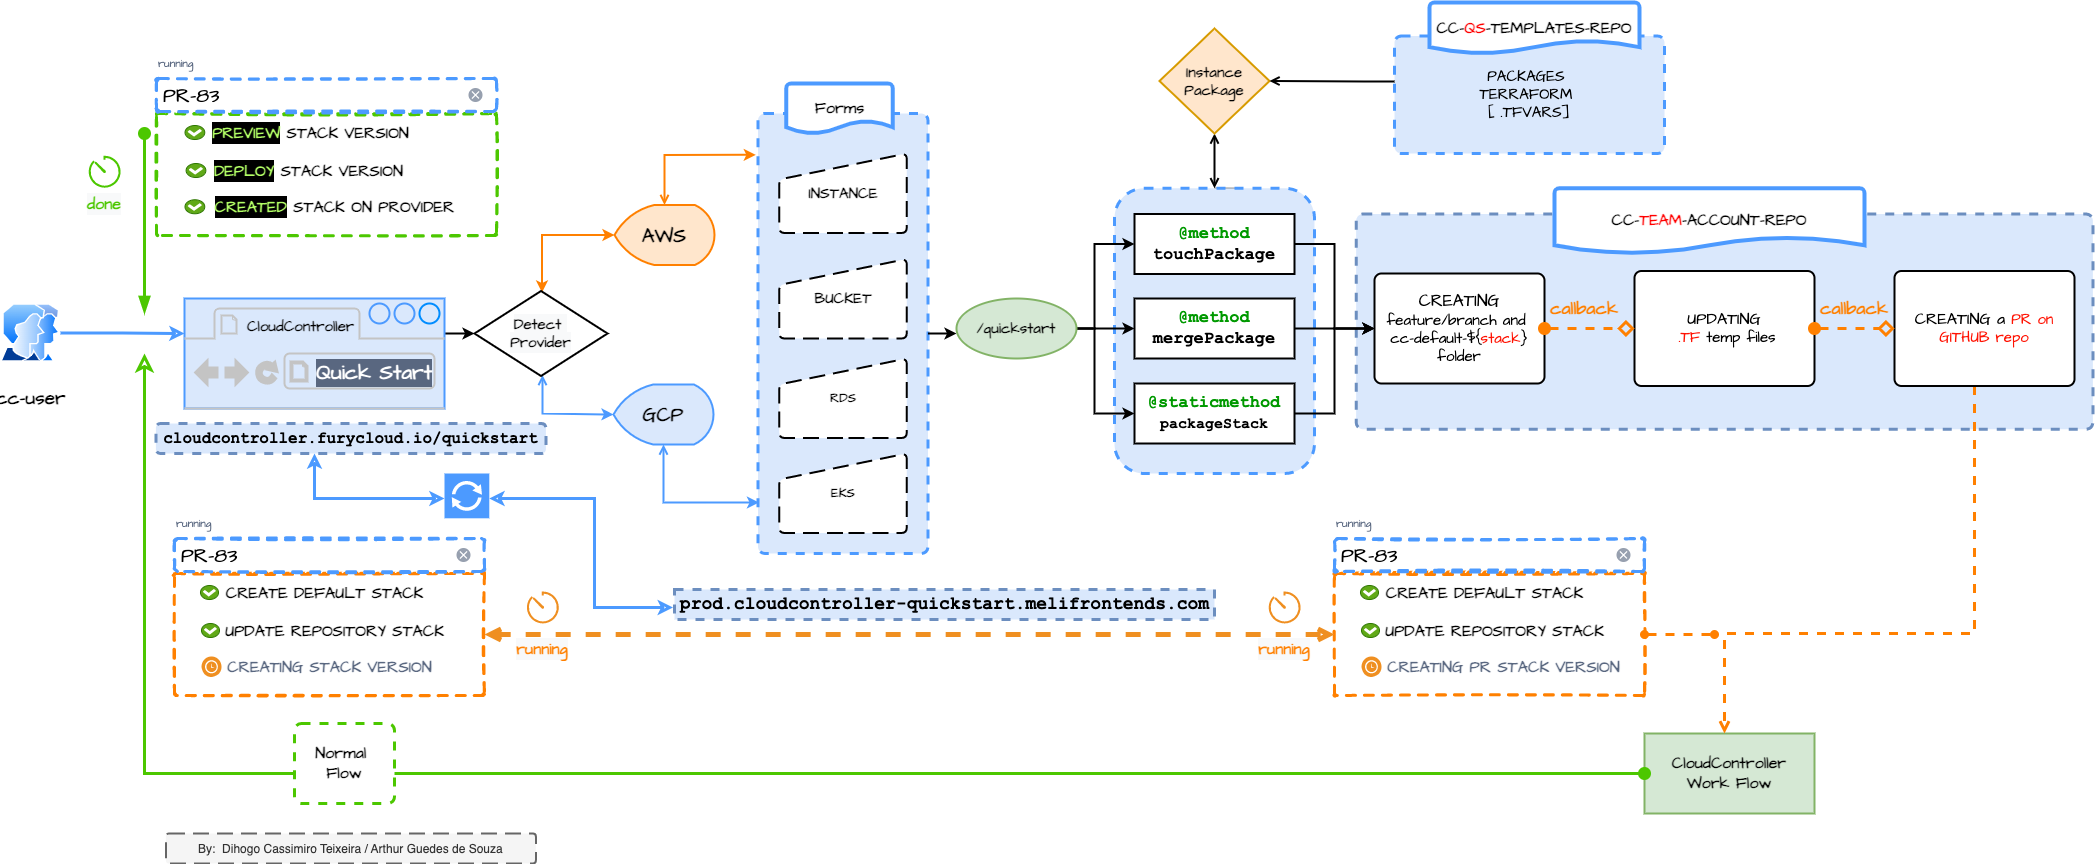 running
PR-83
PREVIEW STACK VERSION
DEPLOY STACK VERSION
CREATED STACK ON PROVIDER
done
cc-user
CloudController
Quick Start
cloudcontroller.furycloud.io/quickstart
Detect
Provider
AWS
GCP
Forms
INSTANCE
BUCKET
RDS
EKS
/quickstart
Instance
Package
CC-QS-TEMPLATES-REPO
PACKAGES
TERRAFORM
[ .TFVARS]
@method
touchPackage
@method
mergePackage
@staticmethod
packageStack
CC-TEAM-ACCOUNT-REPO
CREATING
feature/branch and
cc-default-${stack}
folder
callback
UPDATING
.TF temp files
callback
CREATING a PR on
GITHUB repo
running
PR-83
CREATE DEFAULT STACK
UPDATE REPOSITORY STACK
CREATING STACK VERSION
running
prod.cloudcontroller-quickstart.melifrontends.com
running
running
PR-83
CREATE DEFAULT STACK
UPDATE REPOSITORY STACK
CREATING PR STACK VERSION
Normal
Flow
CloudController
Work Flow
By: Dihogo Cassimiro Teixeira / Arthur Guedes de Souza